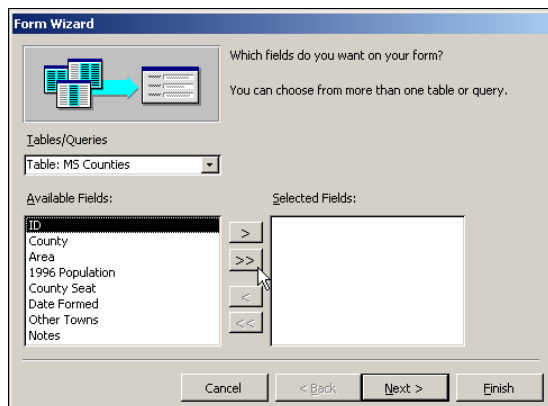 Form Wizard
Which fields do you want on your form?
You can choose from more than one table or query.
Tables/Queries
Table: MS Counties
Available Fields:
Selected Fields:
ID
County
Area
1996 Population
County Seat
Date Formed
Other Towns
Notes
>
>>
<
<<
Cancel
< Back
Next >
Finish